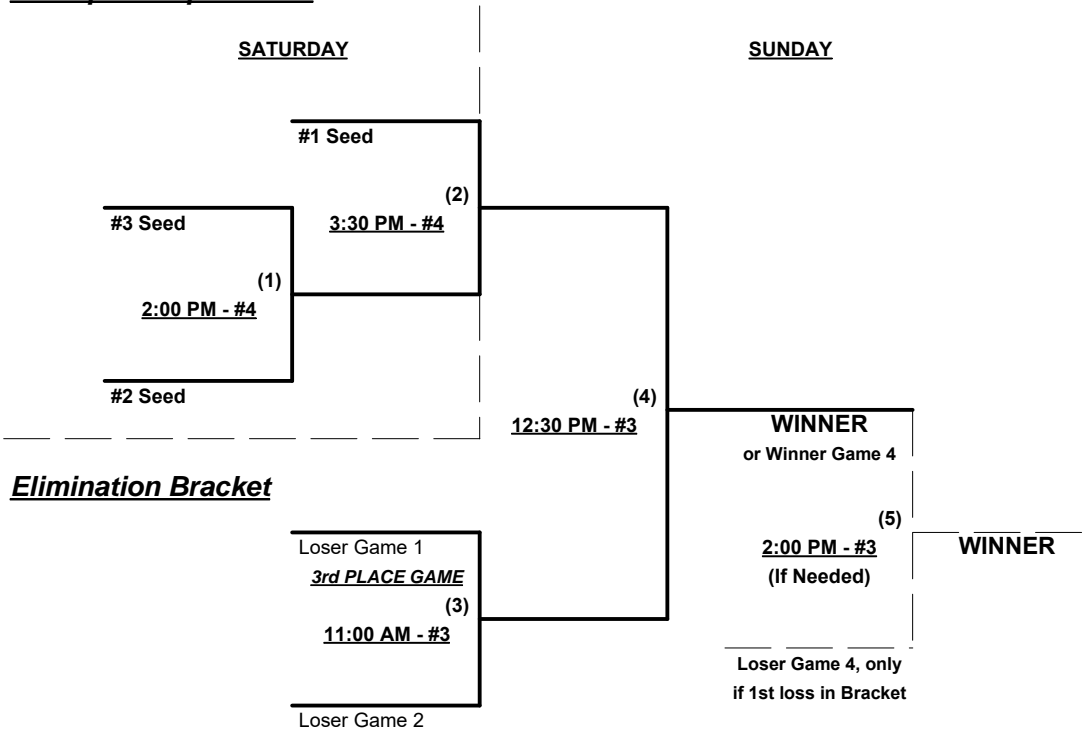 SATURDAY
SUNDAY
#1 Seed
(2)
3:30 PM - #4
#3 Seed
(1)
2:00 PM - #4
#2 Seed
(4)
12:30 PM - #3
WINNER
or Winner Game 4
Elimination Bracket
(5)
2:00 PM - #3
(If Needed)
WINNER
Loser Game 1
3rd PLACE GAME
(3)
11:00 AM - #3
Loser Game 4, only
if 1st loss in Bracket
Loser Game 2